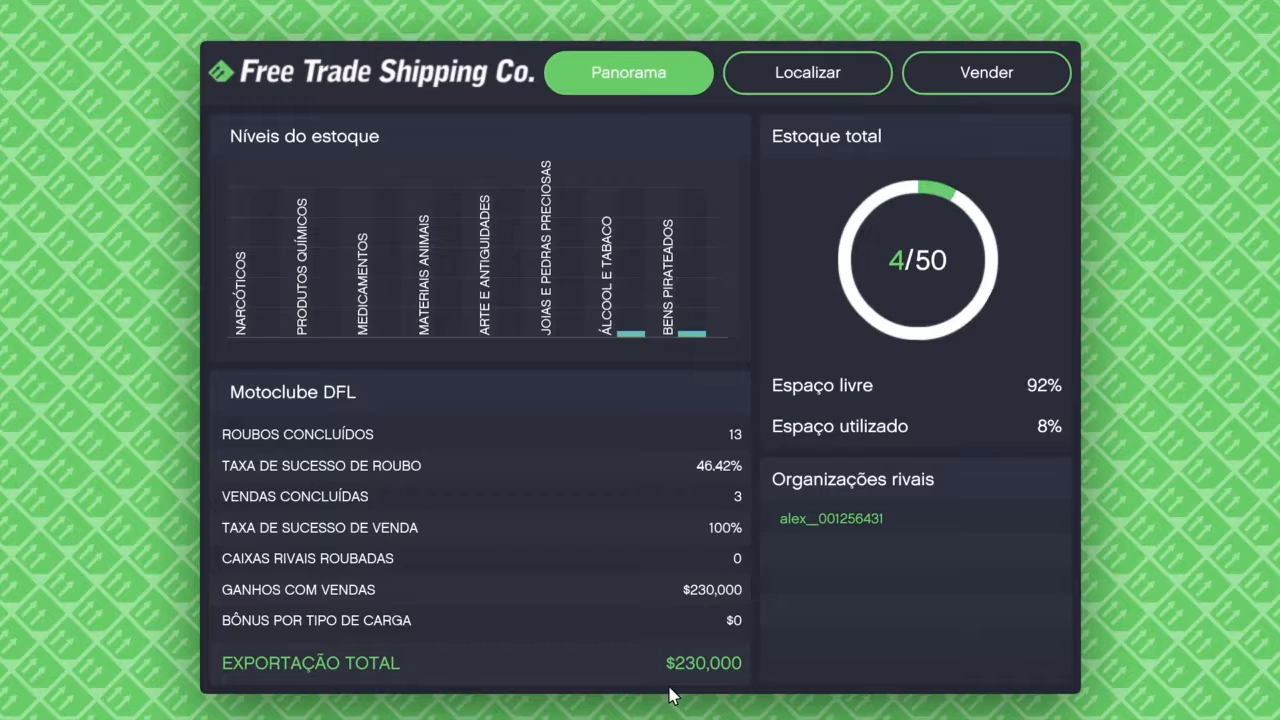 Free Trade Shipping Co.
Panorama
Localizar
Vender
Níveis do estoque
NARCÓTICOS
PRODUTOS QUÍMICOS
MEDICAMENTOS
MATERIAIS ANIMAIS
ARTE E ANTIGUIDADES
JOIAS E PEDRAS PRECIOSAS
ÁLCOOL E TABACO
BENS PIRATEADOS
Motoclube DFL
ROUBOS CONCLUÍDOS 13
TAXA DE SUCESSO DE ROUBO 46.42%
VENDAS CONCLUÍDAS 3
TAXA DE SUCESSO DE VENDA 100%
CAIXAS RIVAIS ROUBADAS 0
GANHOS COM VENDAS $230,000
BÔNUS POR TIPO DE CARGA $0
EXPORTAÇÃO TOTAL $230,000
Estoque total
4/50
Espaço livre 92%
Espaço utilizado 8%
Organizações rivais
alex__001256431